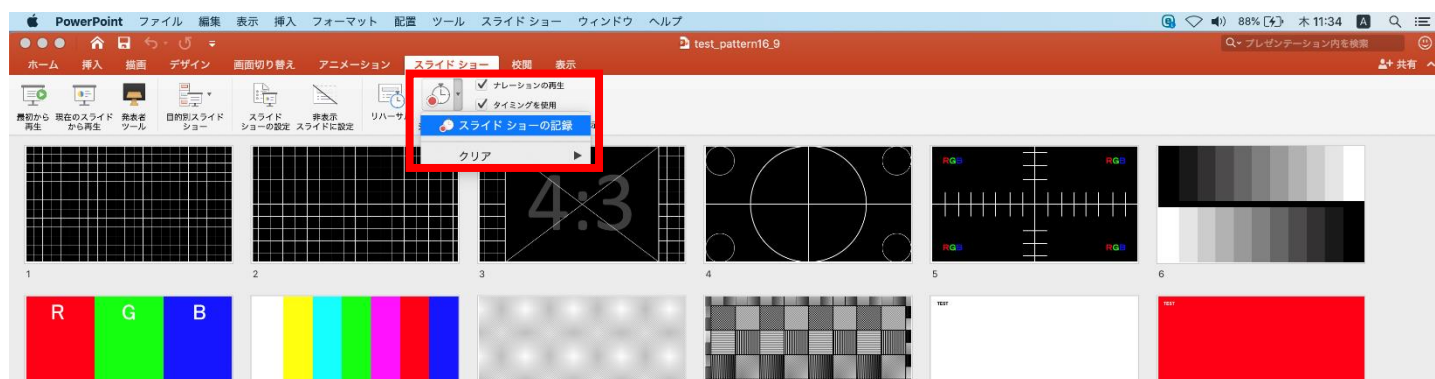 PowerPoint ファイル 編集 表示 挿入 フォーマット 配置 ツール スライド ショー ウィンドウ ヘルプ 88% 木 11:34 A
test_pattern16_9 プレゼンテーション内を検索
ホーム 挿入 描画 デザイン 画面切り替え アニメーション スライド ショー 校閲 表示 共有
最初から
再生
現在のスライド
から再生
発表者
ツール
目的別スライド
ショー
スライド
ショーの設定
非表示
スライドに設定
リハーサル
ナレーションの再生
タイミングを使用
スライド ショーの記録
クリア
4:3
RGB RGB
RGB RGB
1 2 3 4 5 6
R G B
TEST
TEST